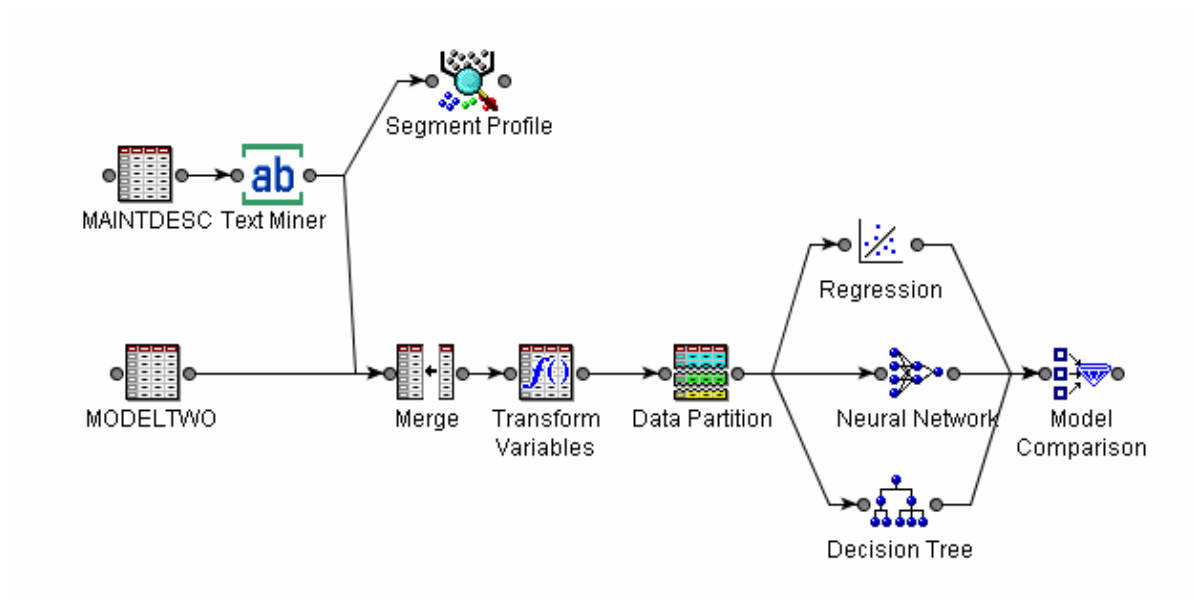 Segment Profile
ab
MAINTDESC
Text Miner
Regression
f()
MODELTWO
Merge
Transform
Variables
Data Partition
Neural Network
Model
Comparison
Decision Tree